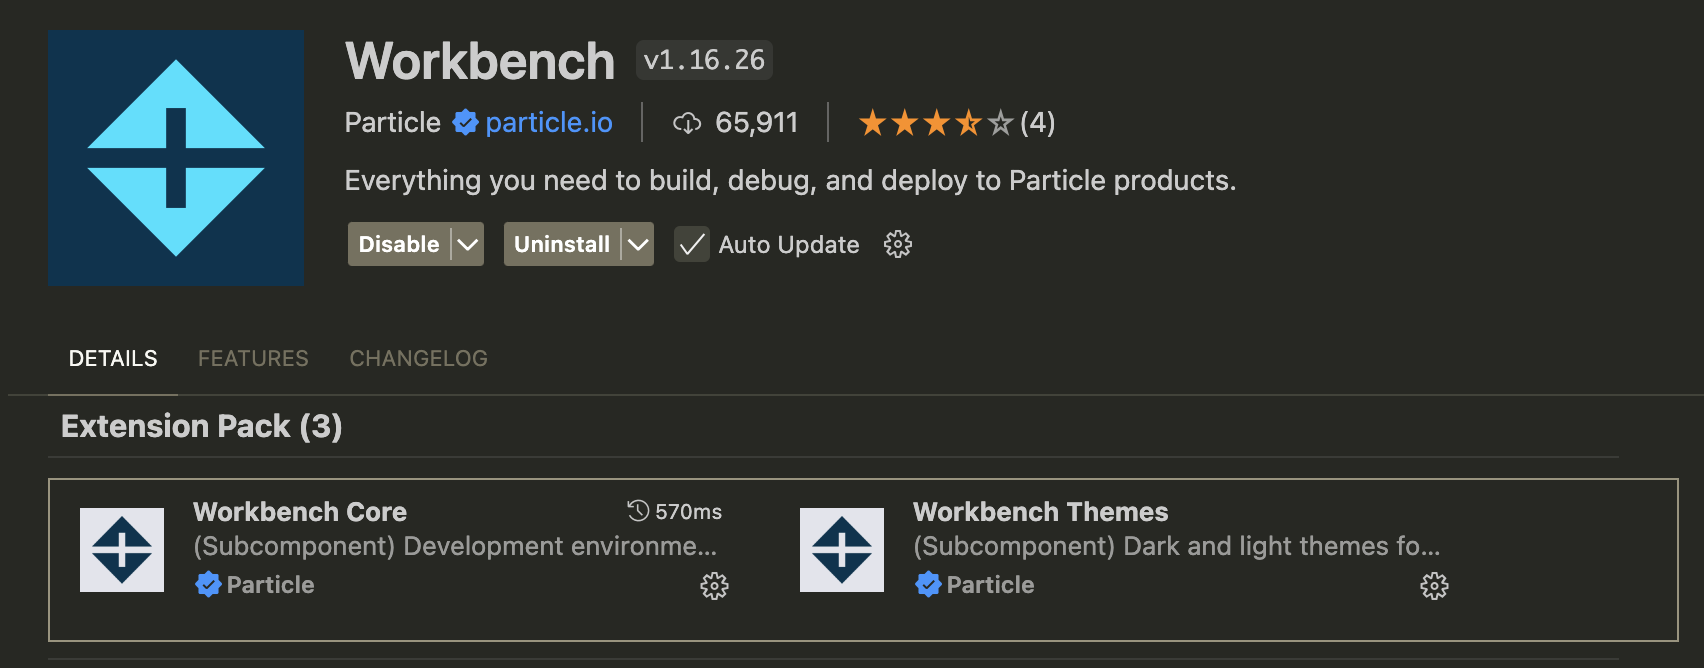 Workbench v1.16.26
Particle particle.io 65,911 (4)
Everything you need to build, debug, and deploy to Particle products.
Disable Uninstall Auto Update
DETAILS FEATURES CHANGELOG
Extension Pack (3)
Workbench Core 570ms
(Subcomponent) Development environme...
Particle
Workbench Themes
(Subcomponent) Dark and light themes fo...
Particle